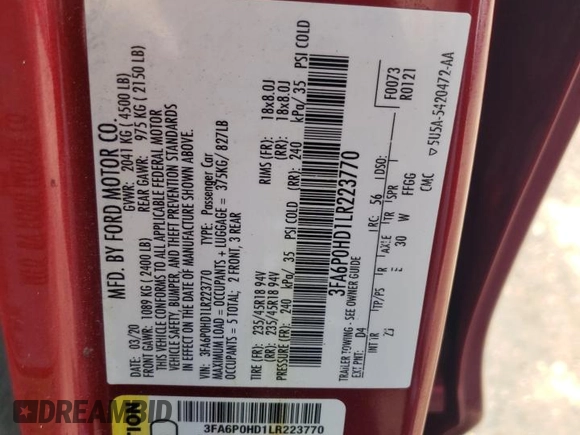 MFD. BY FORD MOTOR CO.
DATE: 03/20 GVWR: 2041 KG ( 4500 LB)
FRONT GAWR: 1089 KG ( 2400 LB) REAR GAWR: 975 KG ( 2150 LB)
THIS VEHICLE CONFORMS TO ALL APPLICABLE FEDERAL MOTOR
VEHICLE SAFETY, BUMPER, AND THEFT PREVENTION STANDARDS
IN EFFECT ON THE DATE OF MANUFACTURE SHOWN ABOVE.
VIN: 3FA6P0HD1LR223770 TYPE: Passenger Car
MAXIMUM LOAD = OCCUPANTS + LUGGAGE = 375KG/ 827LB
OCCUPANTS = 5 TOTAL; 2 FRONT, 3 REAR
TIRE (FR): 235/45R18 94V RIMS (FR): 18x8.0J
(RR): 235/45R18 94V (RR): 18x8.0J
(FR): 240 kPa/ 35 PSI COLD (RR): 240 kPa/ 35 PSI COLD
3FA6P0HD1LR223770
TRAILER TOWING - SEE OWNER GUIDE F0073
EXT PNT: D4 RC: 56 DSO: R0121
INT TR TP/PS R AXLE TR SPR
E 30 W FFGG
CMC ▽5U5A-5420472-AA
3FA6P0HD1LR223770
DREAMBID